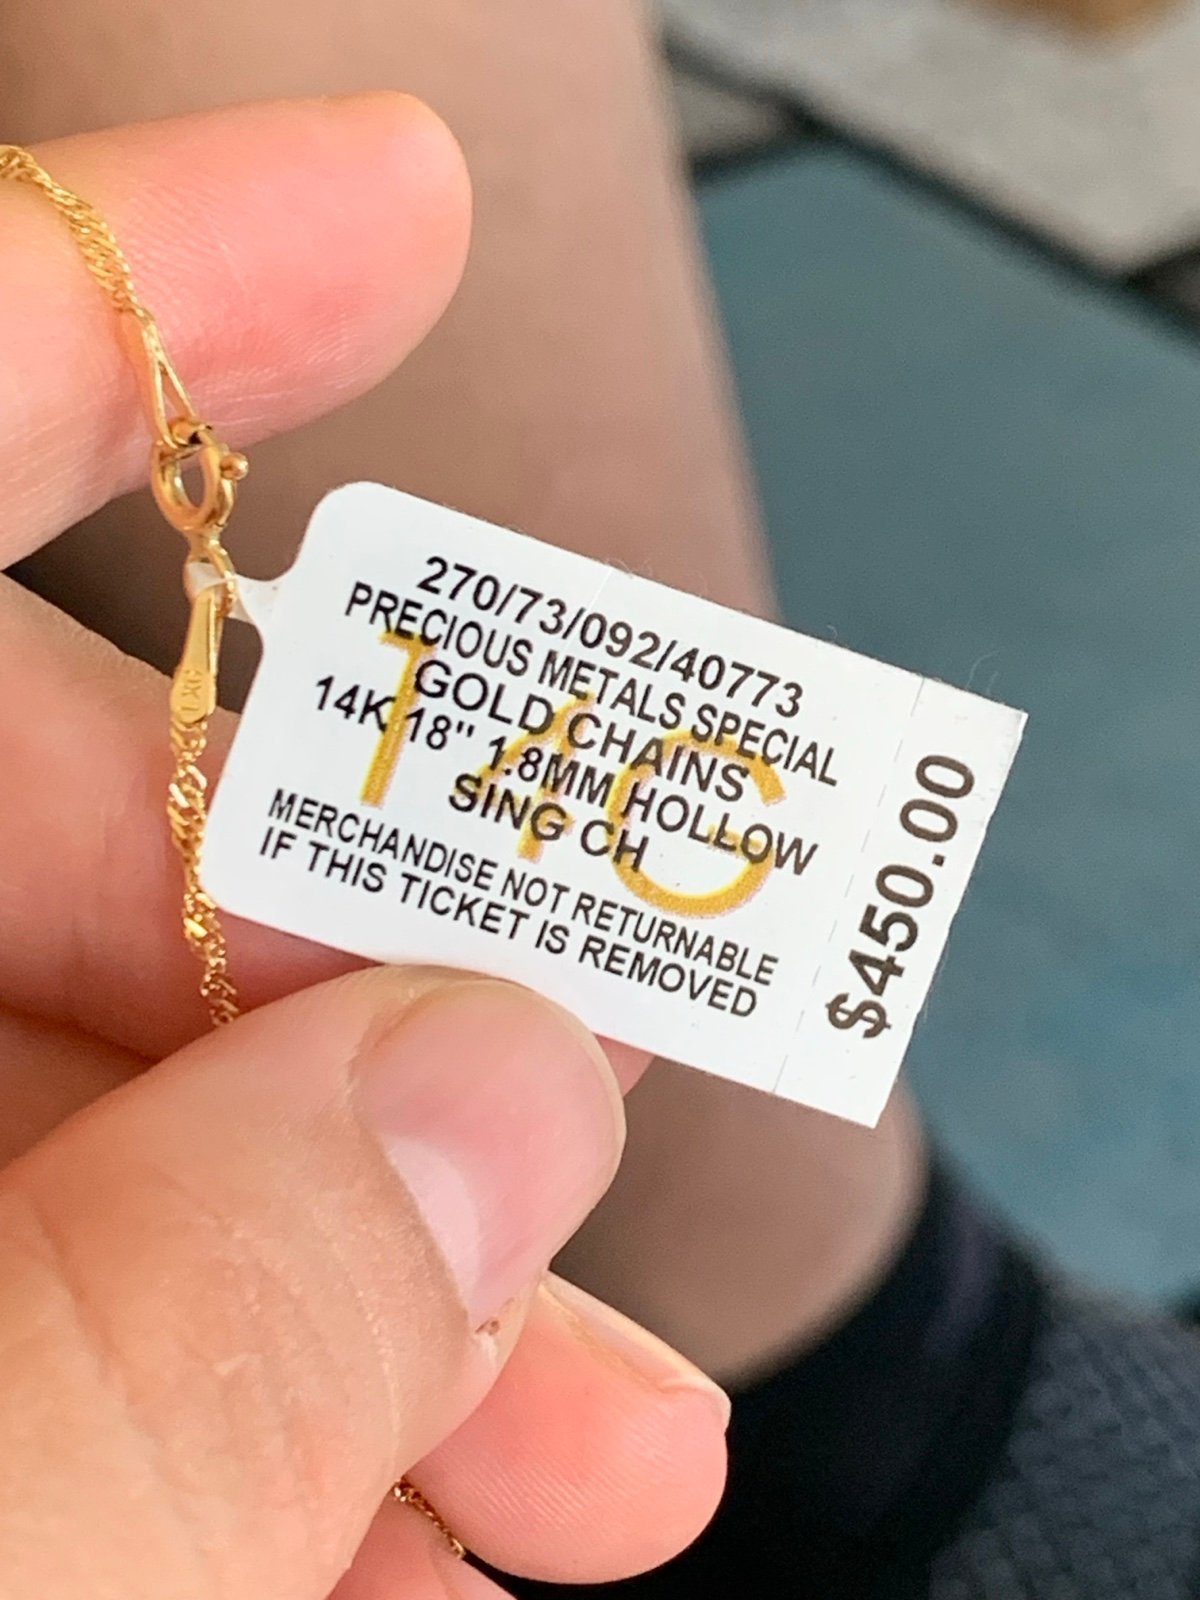 270/73/092/40773
PRECIOUS METALS SPECIAL
GOLD CHAINS
14K 18" 1.8MM HOLLOW
SING CH
MERCHANDISE NOT RETURNABLE
IF THIS TICKET IS REMOVED
$450.00
14G